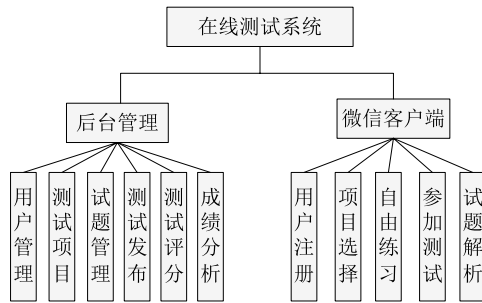 在线测试系统
后台管理
微信客户端
用户管理
测试项目
试题管理
测试发布
测试评分
成绩分析
用户注册
项目选择
自由练习
参加测试
试题解析